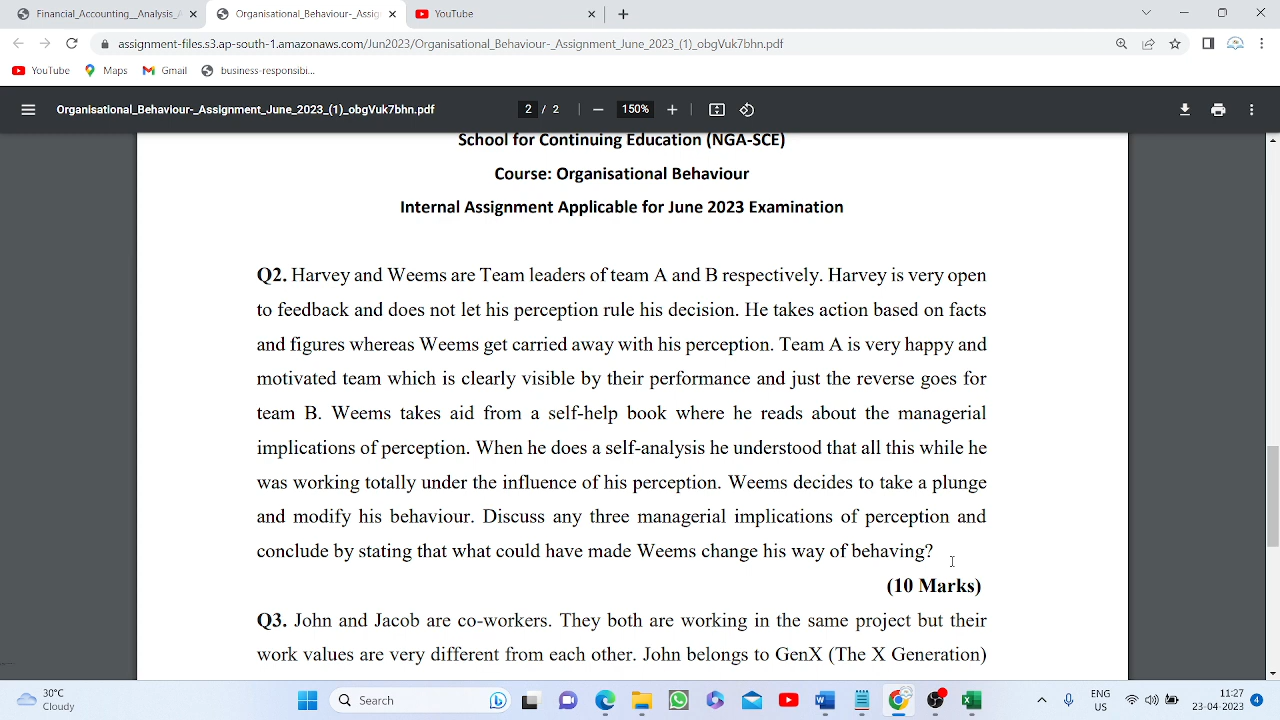 Financial_Accounting__Analysis_/
Organisational_Behaviour-_Assig
YouTube
assignment-files.s3.ap-south-1.amazonaws.com/Jun2023/Organisational_Behaviour-_Assignment_June_2023_(1)_obgVuk7bhn.pdf
YouTube
Maps
Gmail
business-responsibi...
Organisational_Behaviour-_Assignment_June_2023_(1)_obgVuk7bhn.pdf
2 / 2
150%
School for Continuing Education (NGA-SCE)
Course: Organisational Behaviour
Internal Assignment Applicable for June 2023 Examination
Q2. Harvey and Weems are Team leaders of team A and B respectively. Harvey is very open
to feedback and does not let his perception rule his decision. He takes action based on facts
and figures whereas Weems get carried away with his perception. Team A is very happy and
motivated team which is clearly visible by their performance and just the reverse goes for
team B. Weems takes aid from a self-help book where he reads about the managerial
implications of perception. When he does a self-analysis he understood that all this while he
was working totally under the influence of his perception. Weems decides to take a plunge
and modify his behaviour. Discuss any three managerial implications of perception and
conclude by stating that what could have made Weems change his way of behaving?
(10 Marks)
Q3. John and Jacob are co-workers. They both are working in the same project but their
work values are very different from each other. John belongs to GenX (The X Generation)
30°C
Cloudy
Search
ENG
US
11:27
23-04-2023
4